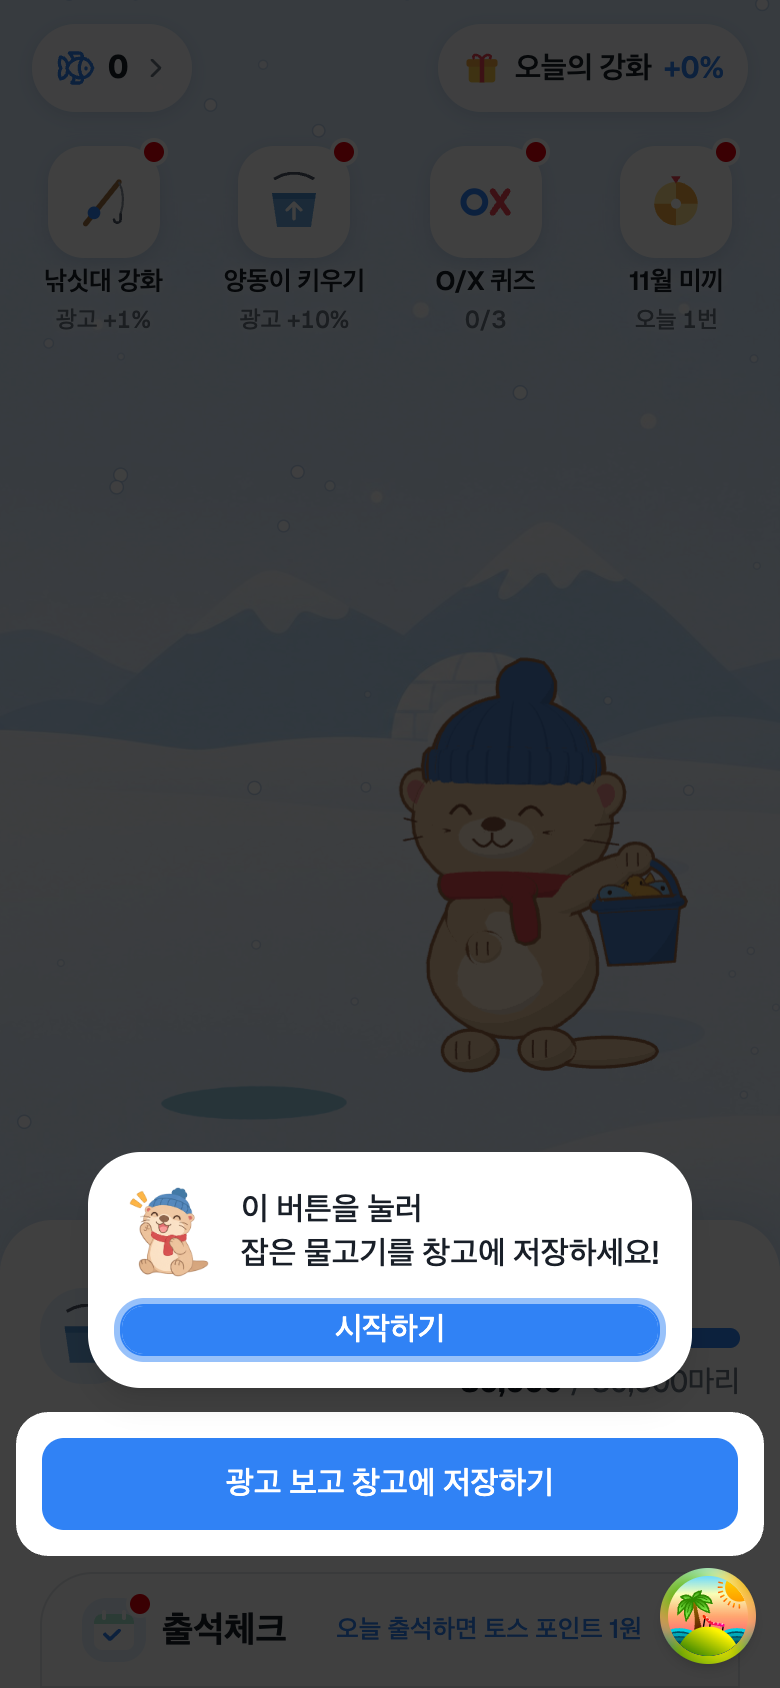 0
오늘의 강화 +0%
낚싯대 강화
광고 +1%
양동이 키우기
광고 +10%
OX
O/X 퀴즈
0/3
11월 미끼
오늘 1번
이 버튼을 눌러
잡은 물고기를 창고에 저장하세요!
시작하기
마리
광고 보고 창고에 저장하기
출석체크
오늘 출석하면 토스 포인트 1원